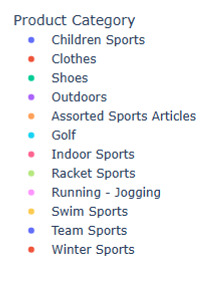 Product Category
Children Sports
Clothes
Shoes
Outdoors
Assorted Sports Articles
Golf
Indoor Sports
Racket Sports
Running - Jogging
Swim Sports
Team Sports
Winter Sports